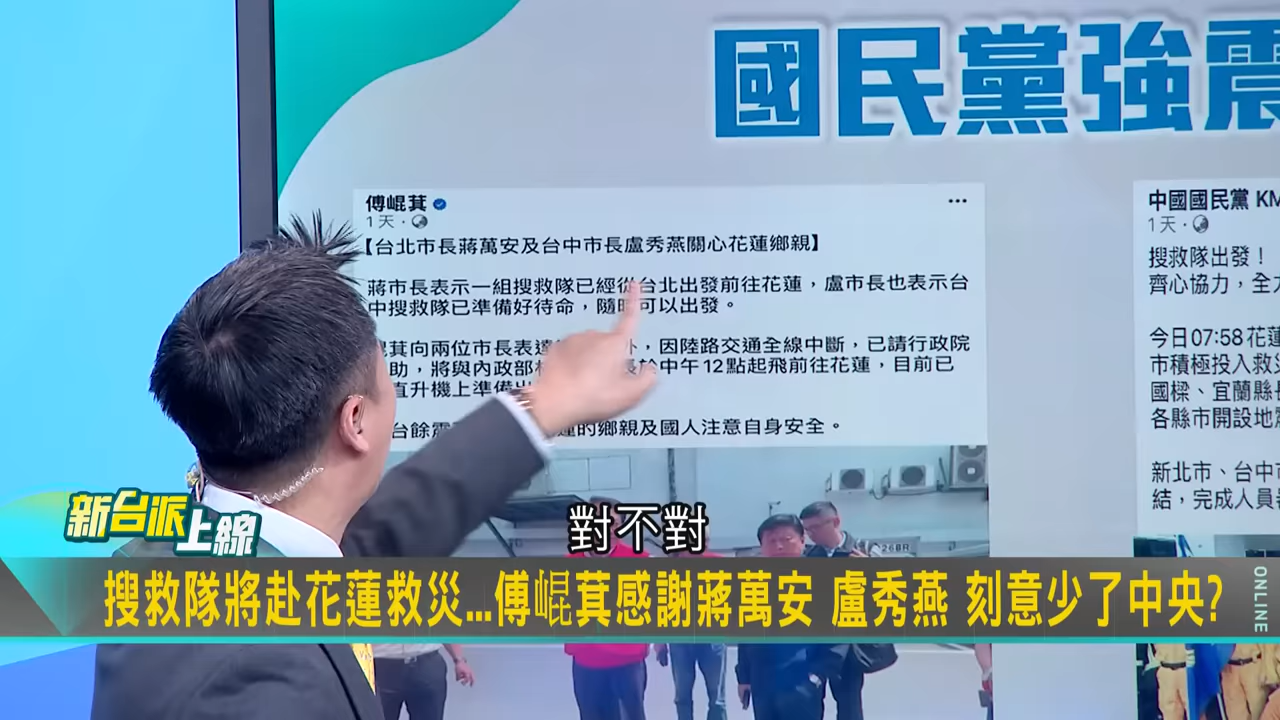 國民黨強震
傅崐萁
1天
【台北市長蔣萬安及台中市長盧秀燕關心花蓮鄉親】
蔣市長表示一組搜救隊已經從台北出發前往花蓮，盧市長也表示台
中搜救隊已準備好待命，隨時可以出發。
萁向兩位市長表達 外，因陸路交通全線中斷，已請行政院
助，將與內政部 於中午12點起飛前往花蓮，目前已
直升機上準備出
台餘震 的鄉親及國人注意自身安全。
中國國民黨 KM
1天
搜救隊出發！
齊心協力，全
今日07:58花蓮
市積極投入救災
國樑、宜蘭縣長
各縣市開設地震
新北市、台中市
結，完成人員
對不對
新台派
上線
搜救隊將赴花蓮救災...傅崐萁感謝蔣萬安 盧秀燕 刻意少了中央?
ONLINE